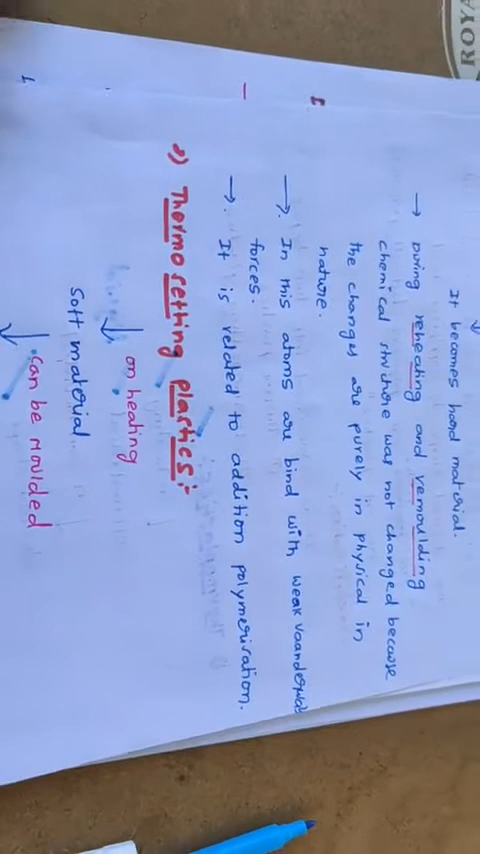 ROYA
↓
It becomes hard material.
→ During reheating and remoulding
chemical structure was not changed because
the changes are purely in physical in
nature.
→. In this atoms are bind with weak Vaanderwal
forces.
→. It is related to addition polymerisation.
2) Thermo setting plastics:-
↓ on heating
Soft material
↓ can be moulded